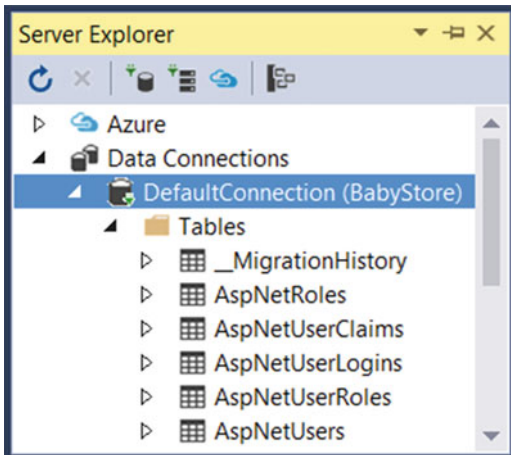 Server Explorer
Azure
Data Connections
DefaultConnection (BabyStore)
Tables
__MigrationHistory
AspNetRoles
AspNetUserClaims
AspNetUserLogins
AspNetUserRoles
AspNetUsers